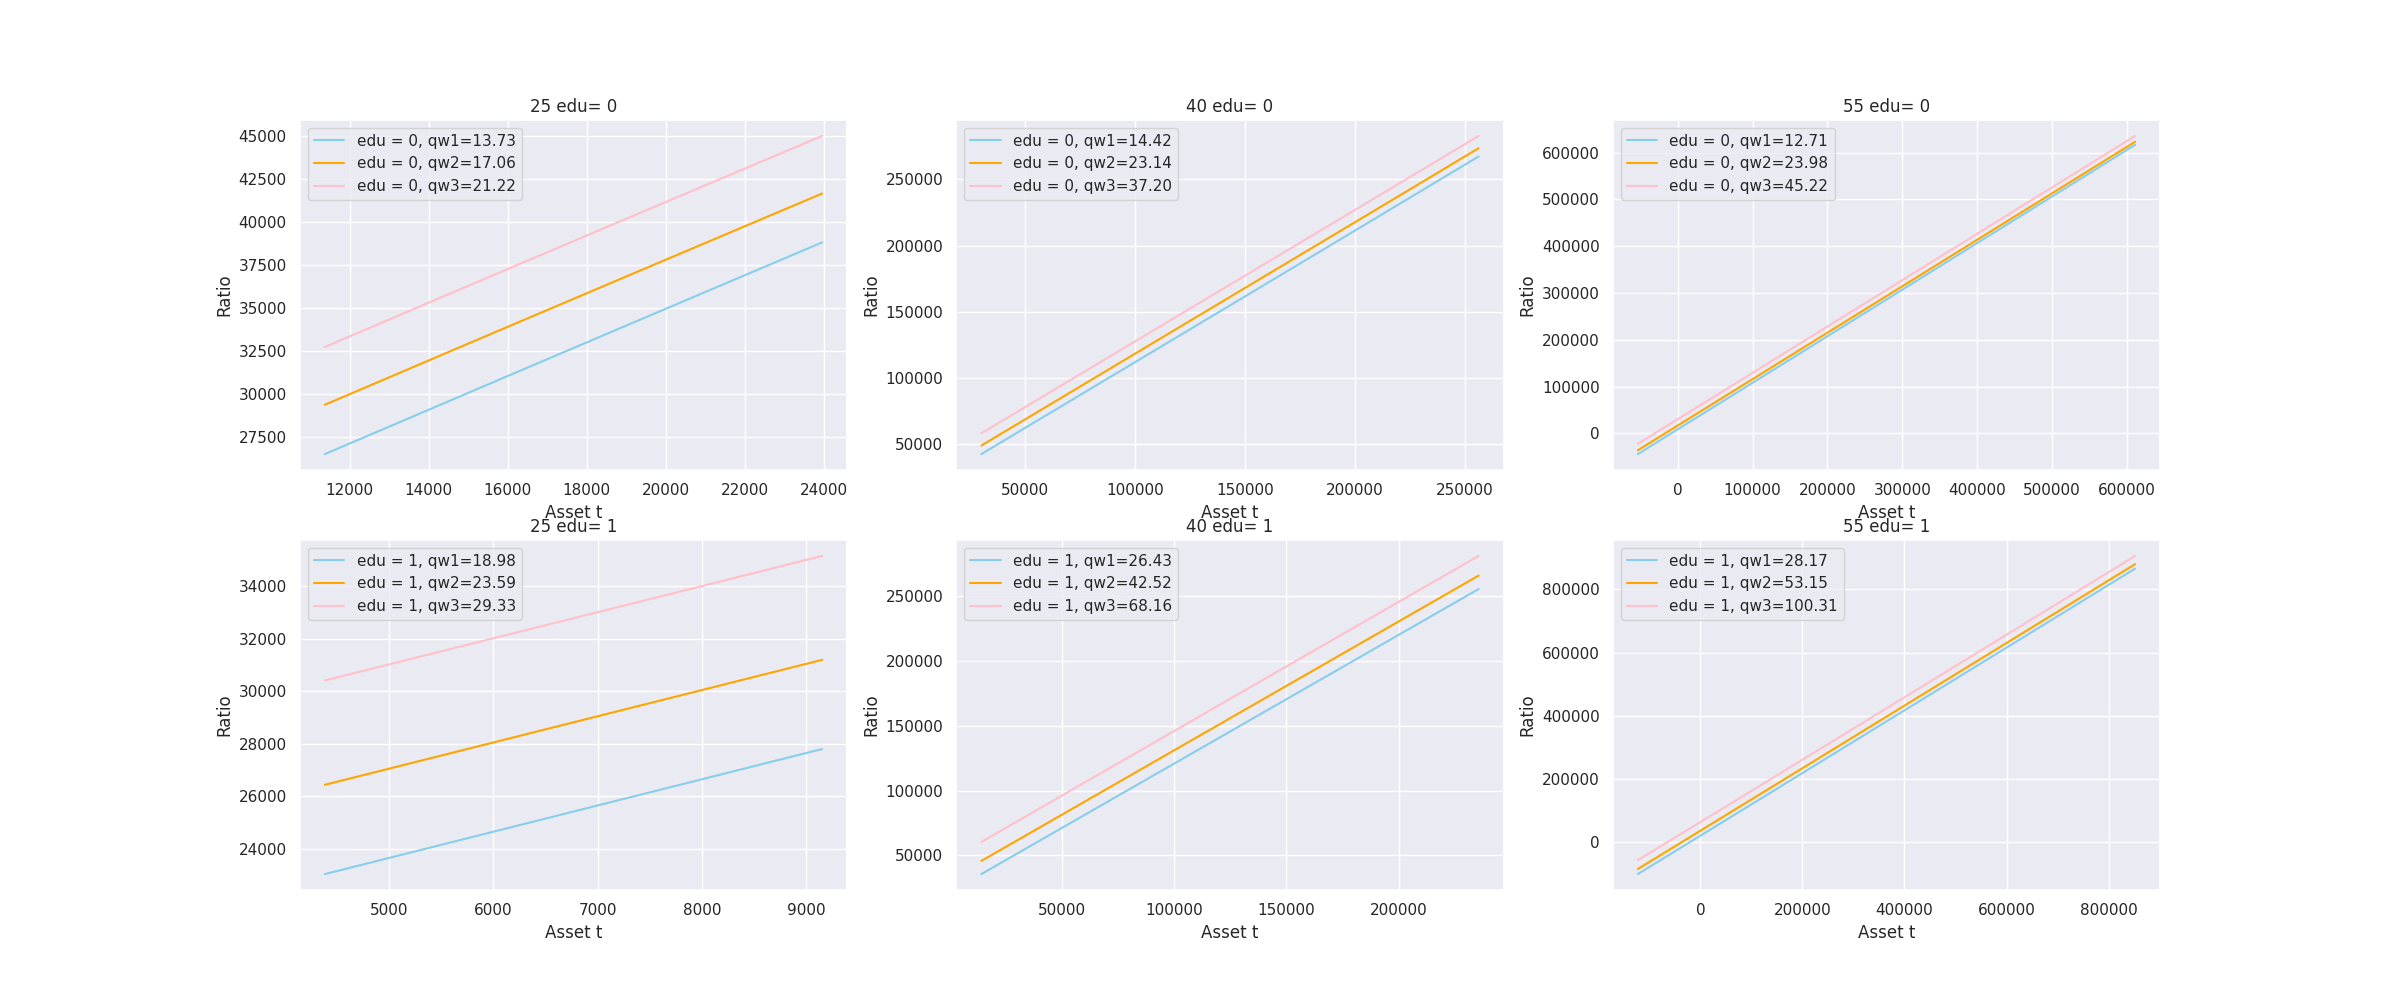 25 edu= 0
edu = 0, qw1=13.73
edu = 0, qw2=17.06
edu = 0, qw3=21.22
45000
42500
40000
37500
35000
32500
30000
27500
Ratio
12000 14000 16000 18000 20000 22000 24000
Asset t
40 edu= 0
edu = 0, qw1=14.42
edu = 0, qw2=23.14
edu = 0, qw3=37.20
250000
200000
150000
100000
50000
Ratio
50000 100000 150000 200000 250000
Asset t
55 edu= 0
edu = 0, qw1=12.71
edu = 0, qw2=23.98
edu = 0, qw3=45.22
600000
500000
400000
300000
200000
100000
0
Ratio
0 100000 200000 300000 400000 500000 600000
Asset t
25 edu= 1
edu = 1, qw1=18.98
edu = 1, qw2=23.59
edu = 1, qw3=29.33
34000
32000
30000
28000
26000
24000
Ratio
5000 6000 7000 8000 9000
Asset t
40 edu= 1
edu = 1, qw1=26.43
edu = 1, qw2=42.52
edu = 1, qw3=68.16
250000
200000
150000
100000
50000
Ratio
50000 100000 150000 200000
Asset t
55 edu= 1
edu = 1, qw1=28.17
edu = 1, qw2=53.15
edu = 1, qw3=100.31
800000
600000
400000
200000
0
Ratio
0 200000 400000 600000 800000
Asset t